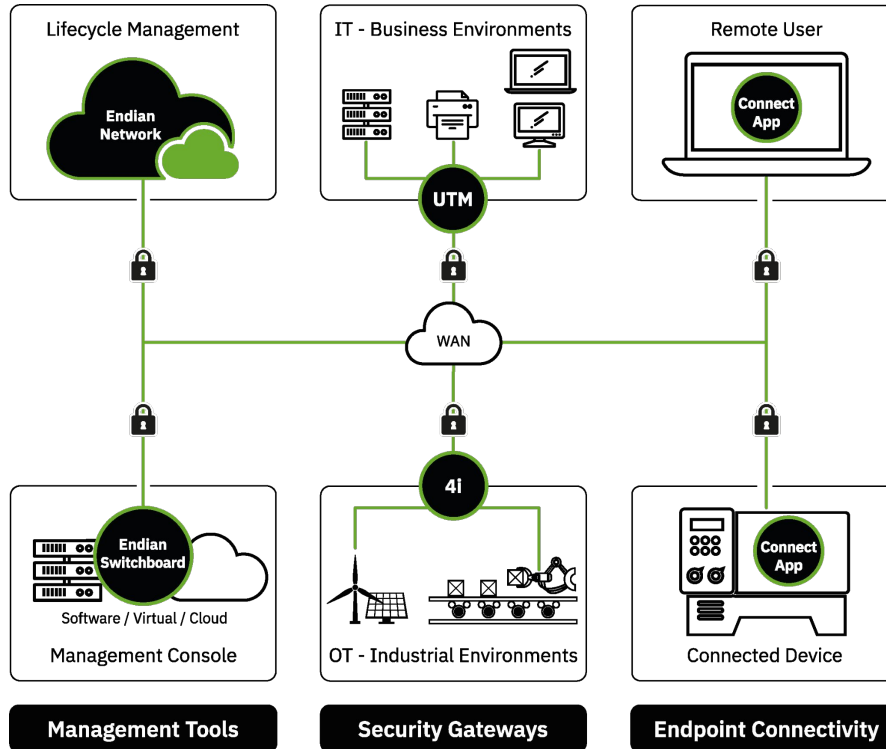 Lifecycle Management
Endian
Network
IT - Business Environments
UTM
Remote User
Connect
App
WAN
Endian
Switchboard
Software / Virtual / Cloud
Management Console
4i
OT - Industrial Environments
Connect
App
Connected Device
Management Tools
Security Gateways
Endpoint Connectivity